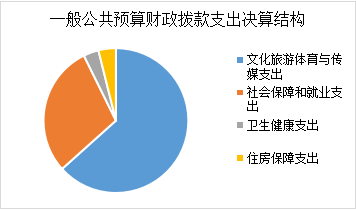 一般公共预算财政拨款支出决算结构
文化旅游体育与传
媒支出
社会保障和就业支
出
卫生健康支出
住房保障支出